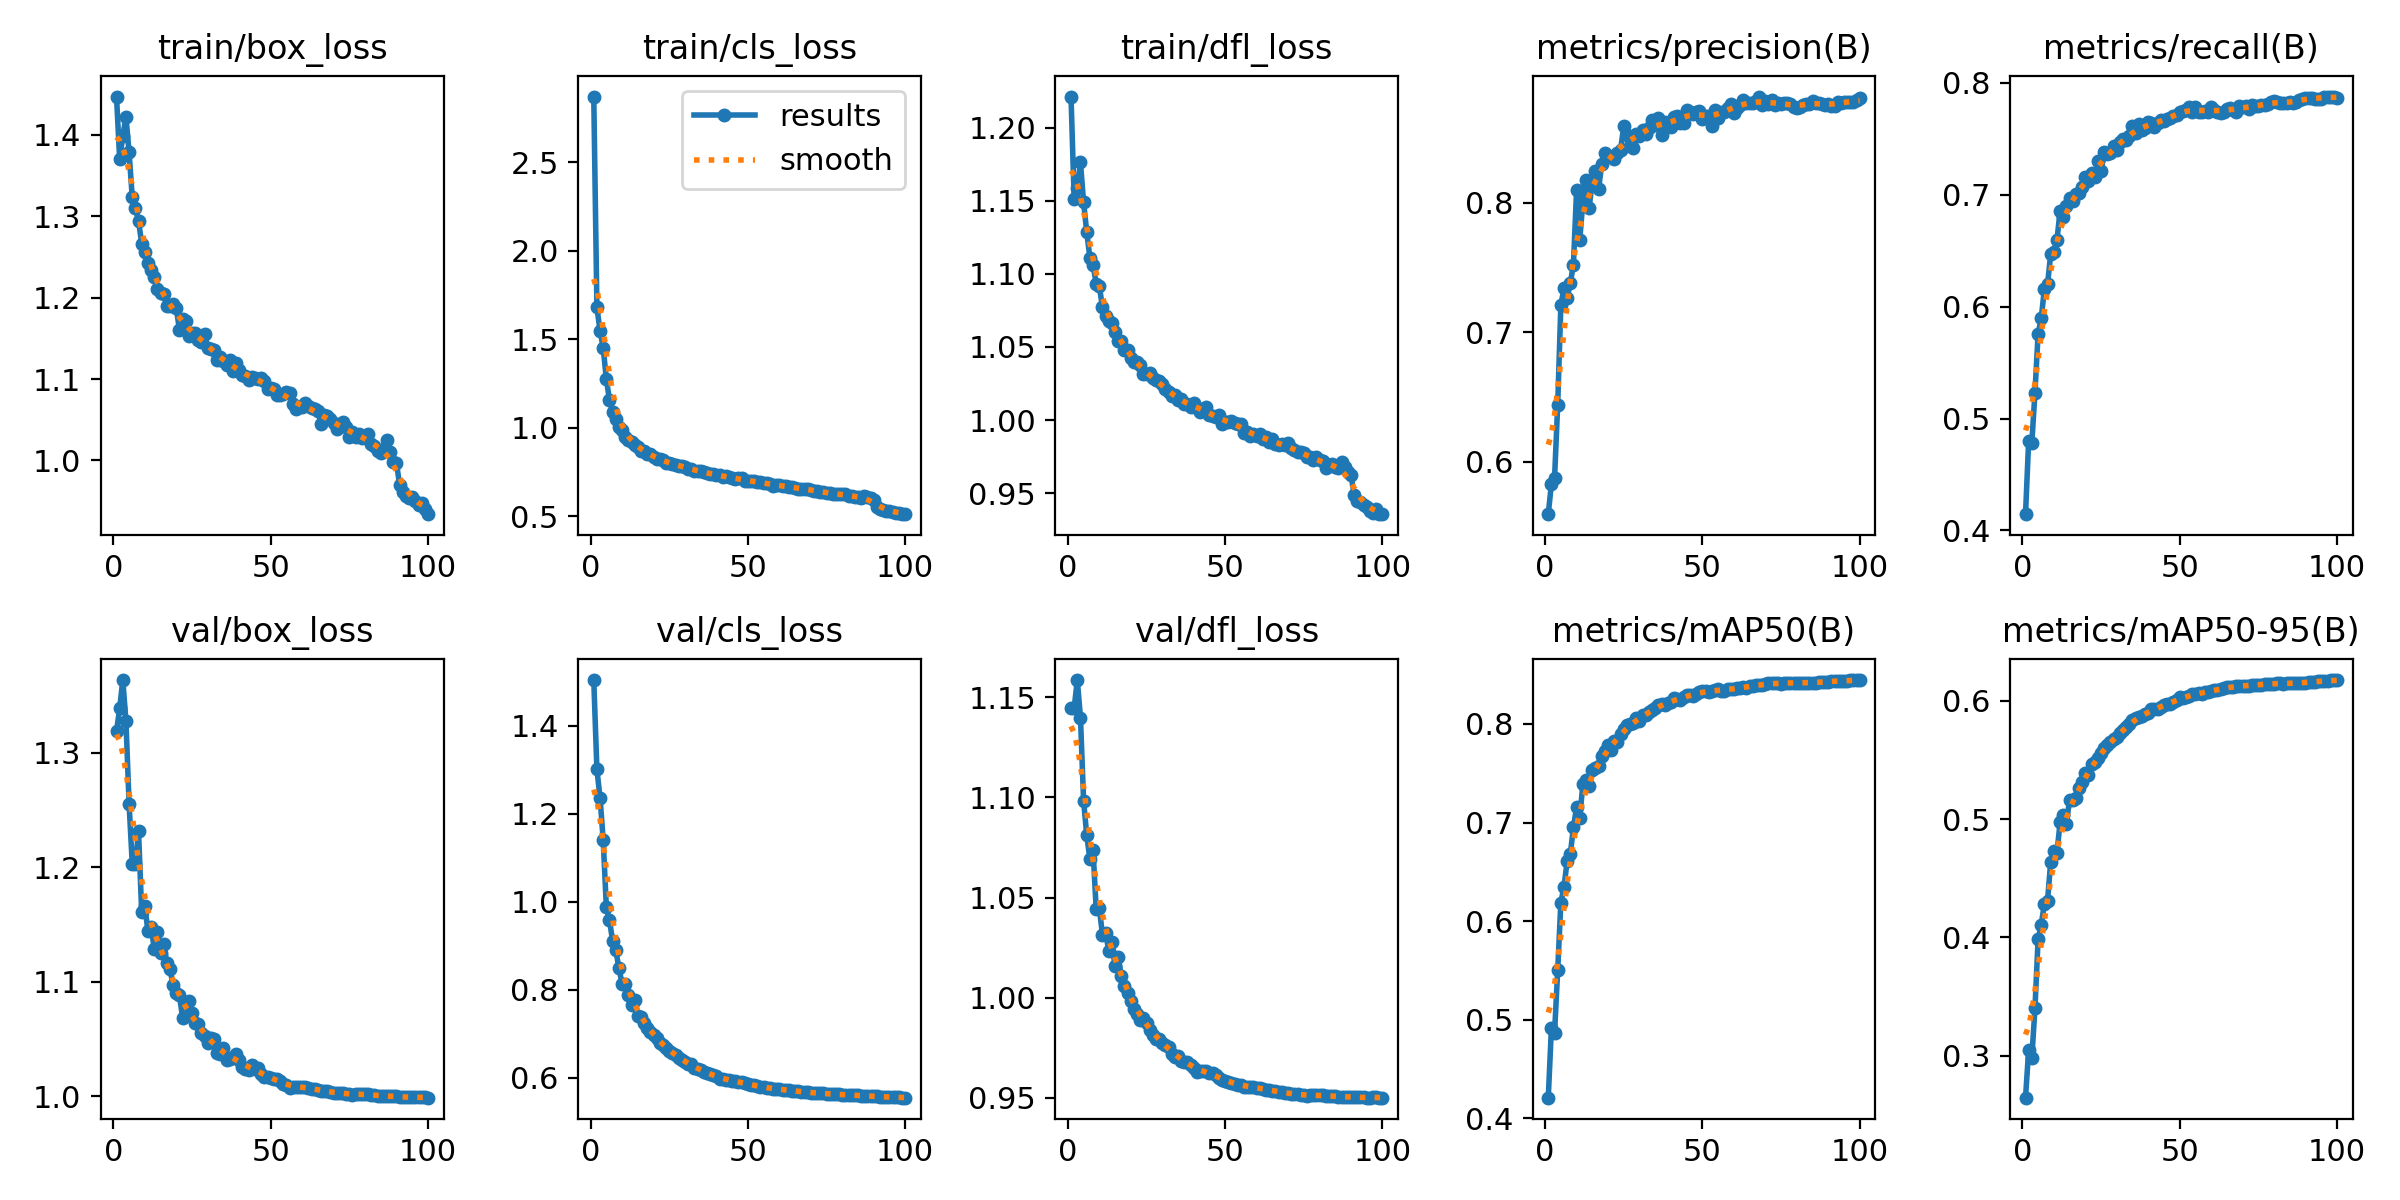 train/box_loss
1.4
1.3
1.2
1.1
1.0
0 50 100
train/cls_loss
results
smooth
2.5
2.0
1.5
1.0
0.5
0 50 100
train/dfl_loss
1.20
1.15
1.10
1.05
1.00
0.95
0 50 100
metrics/precision(B)
0.8
0.7
0.6
0 50 100
metrics/recall(B)
0.8
0.7
0.6
0.5
0.4
0 50 100
val/box_loss
1.3
1.2
1.1
1.0
0 50 100
val/cls_loss
1.4
1.2
1.0
0.8
0.6
0 50 100
val/dfl_loss
1.15
1.10
1.05
1.00
0.95
0 50 100
metrics/mAP50(B)
0.8
0.7
0.6
0.5
0.4
0 50 100
metrics/mAP50-95(B)
0.6
0.5
0.4
0.3
0 50 100